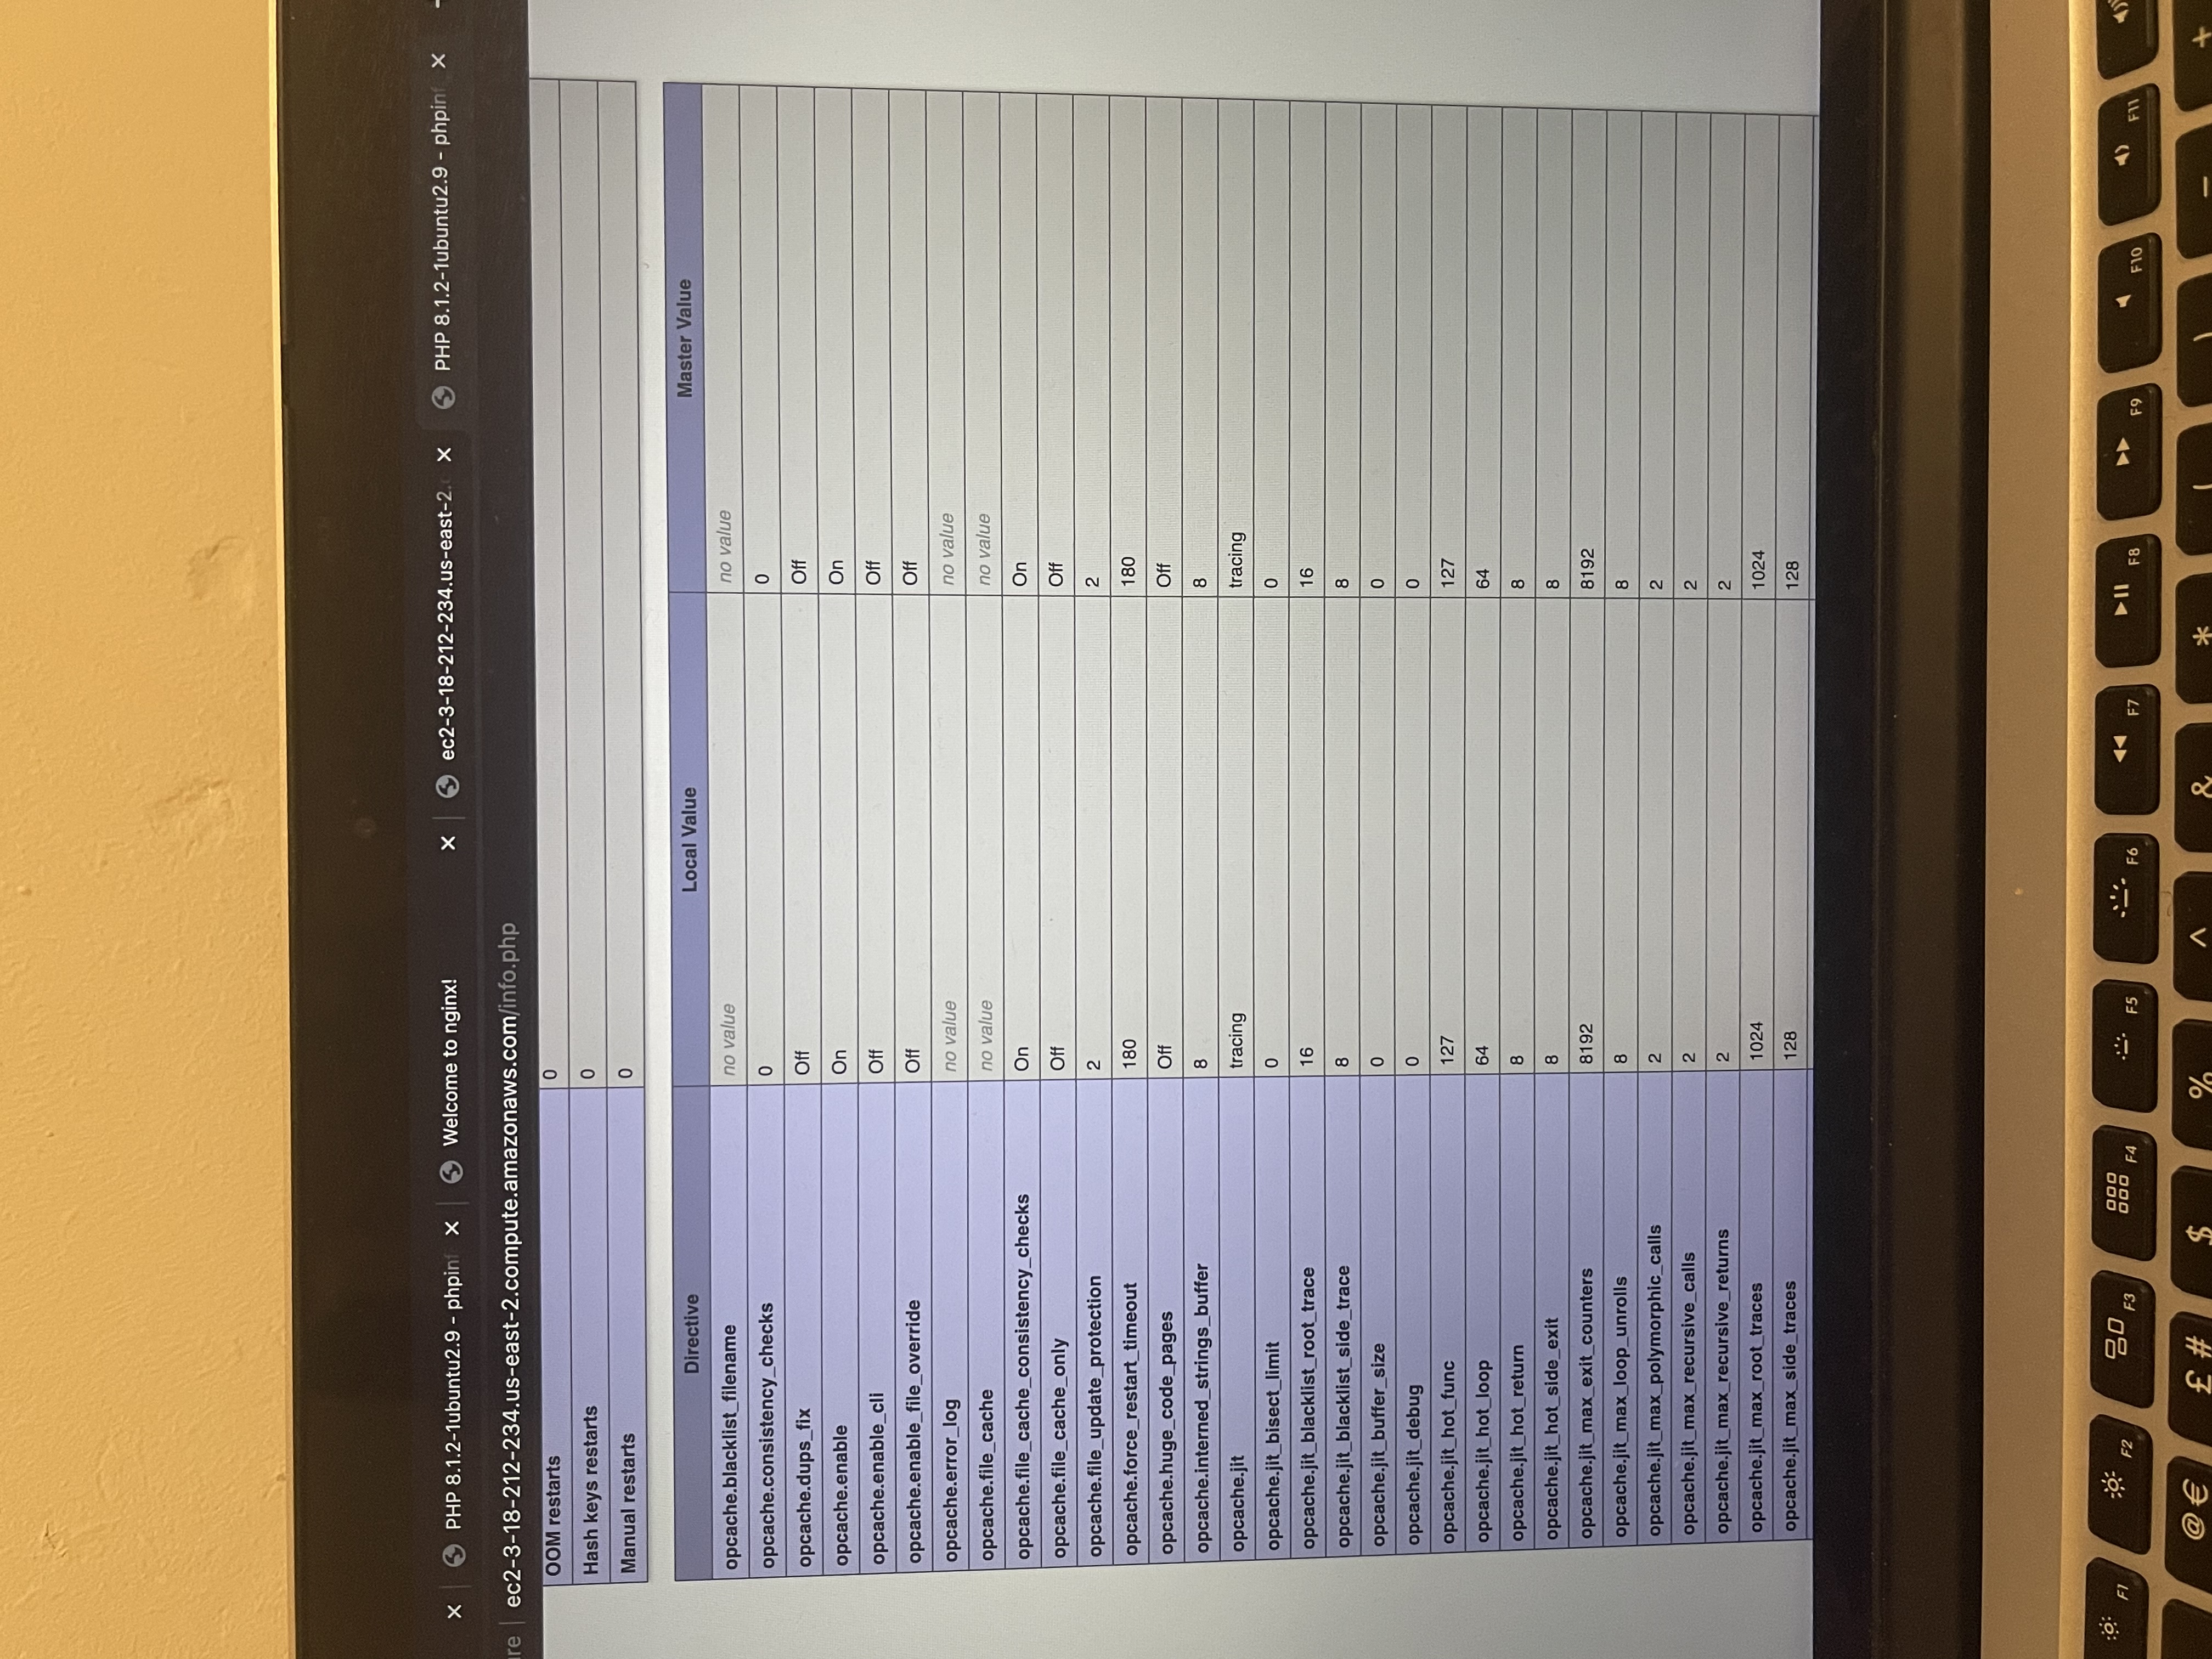 PHP 8.1.2-1ubuntu2.9 - phpinf
Welcome to nginx!
ec2-3-18-212-234.us-east-2.
PHP 8.1.2-1ubuntu2.9 - phpinf
re ec2-3-18-212-234.us-east-2.compute.amazonaws.com/info.php
OOM restarts 0
Hash keys restarts 0
Manual restarts 0
Directive Local Value Master Value
opcache.blacklist_filename no value no value
opcache.consistency_checks 0 0
opcache.dups_fix Off Off
opcache.enable On On
opcache.enable_cli Off Off
opcache.enable_file_override Off Off
opcache.error_log no value no value
opcache.file_cache no value no value
opcache.file_cache_consistency_checks On On
opcache.file_cache_only Off Off
opcache.file_update_protection 2 2
opcache.force_restart_timeout 180 180
opcache.huge_code_pages Off Off
opcache.interned_strings_buffer 8 8
opcache.jit tracing tracing
opcache.jit_bisect_limit 0 0
opcache.jit_blacklist_root_trace 16 16
opcache.jit_blacklist_side_trace 8 8
opcache.jit_buffer_size 0 0
opcache.jit_debug 0 0
opcache.jit_hot_func 127 127
opcache.jit_hot_loop 64 64
opcache.jit_hot_return 8 8
opcache.jit_hot_side_exit 8 8
opcache.jit_max_exit_counters 8192 8192
opcache.jit_max_loop_unrolls 8 8
opcache.jit_max_polymorphic_calls 2 2
opcache.jit_max_recursive_calls 2 2
opcache.jit_max_recursive_returns 2 2
opcache.jit_max_root_traces 1024 1024
opcache.jit_max_side_traces 128 128
F1 F2 F3 F4 F5 F6 F7 F8 F9 F10 F11
@ € £ # $ % ^ & * ( ) - +